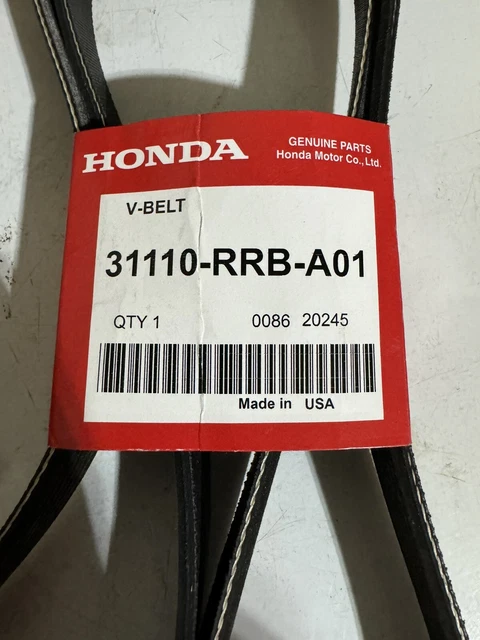 HONDA
GENUINE PARTS
Honda Motor Co., Ltd.
V-BELT
31110-RRB-A01
QTY 1 0086 20245
Made in USA